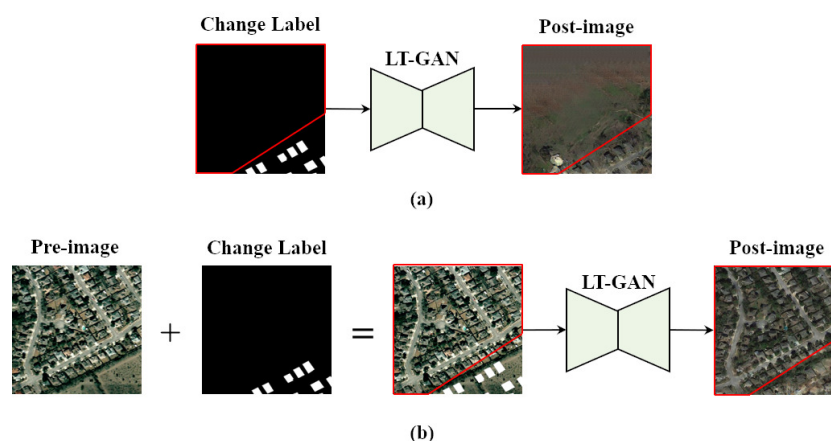 Change Label
Post-image
LT-GAN
(a)
Pre-image
Change Label
Post-image
LT-GAN
+
=
(b)